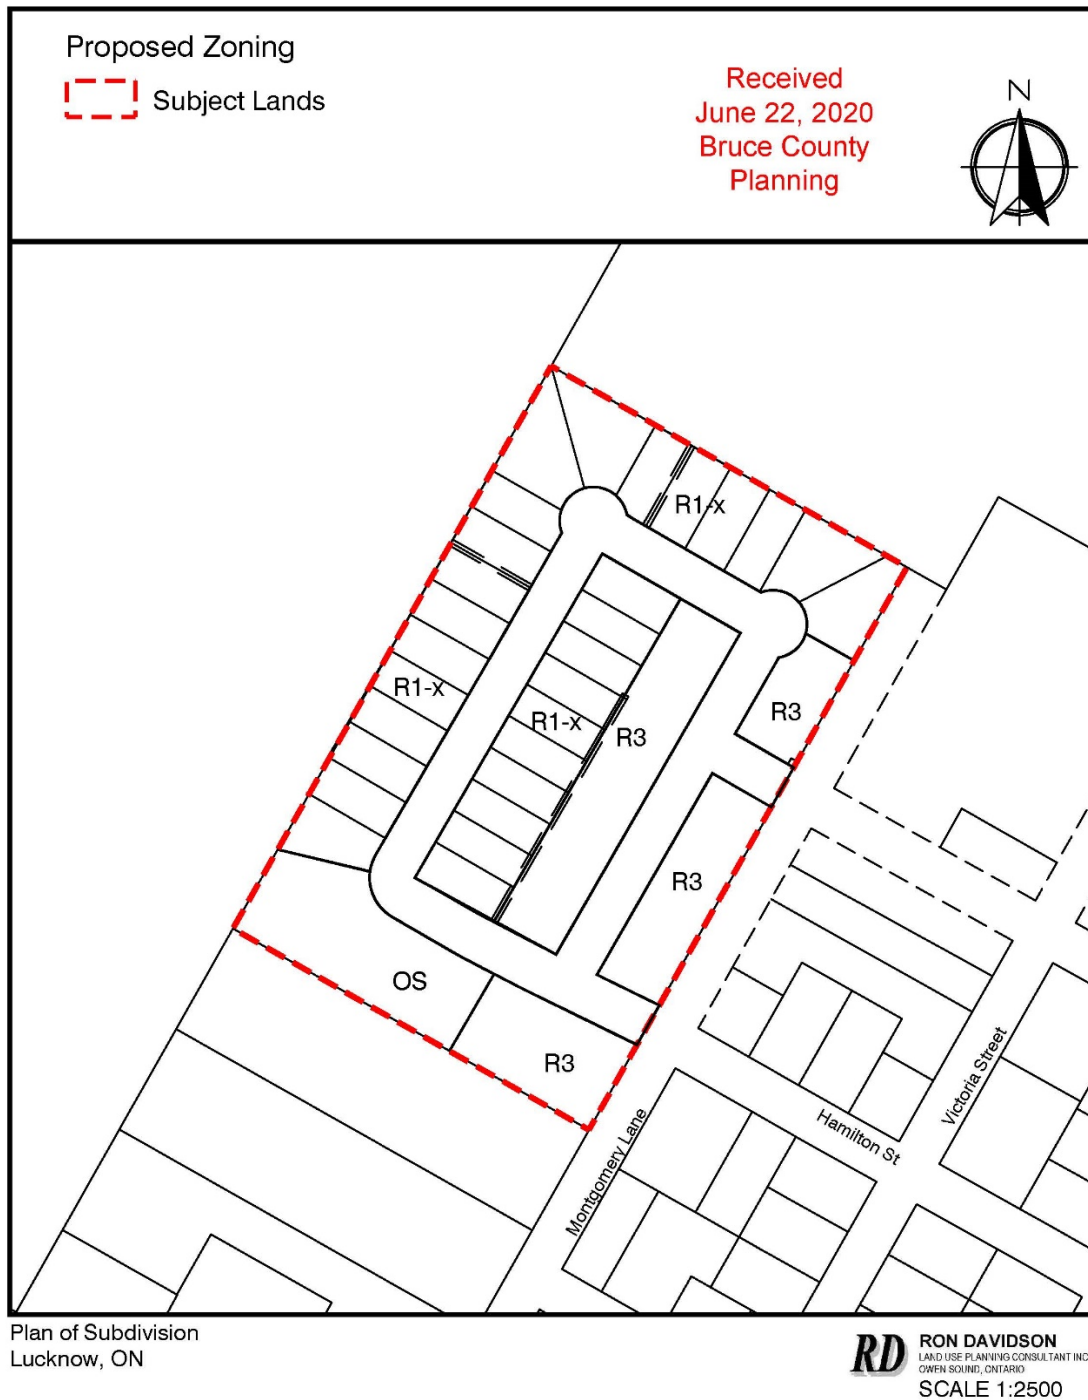 Proposed Zoning
Subject Lands
Received
June 22, 2020
Bruce County
Planning
N
R1-x
R1-x
R1-x
R3
R3
R3
OS
R3
Montgomery Lane
Hamilton St
Victoria Street
Plan of Subdivision
Lucknow, ON
RD
RON DAVIDSON
LAND USE PLANNING CONSULTANT INC
OWEN SOUND, ONTARIO
SCALE 1:2500